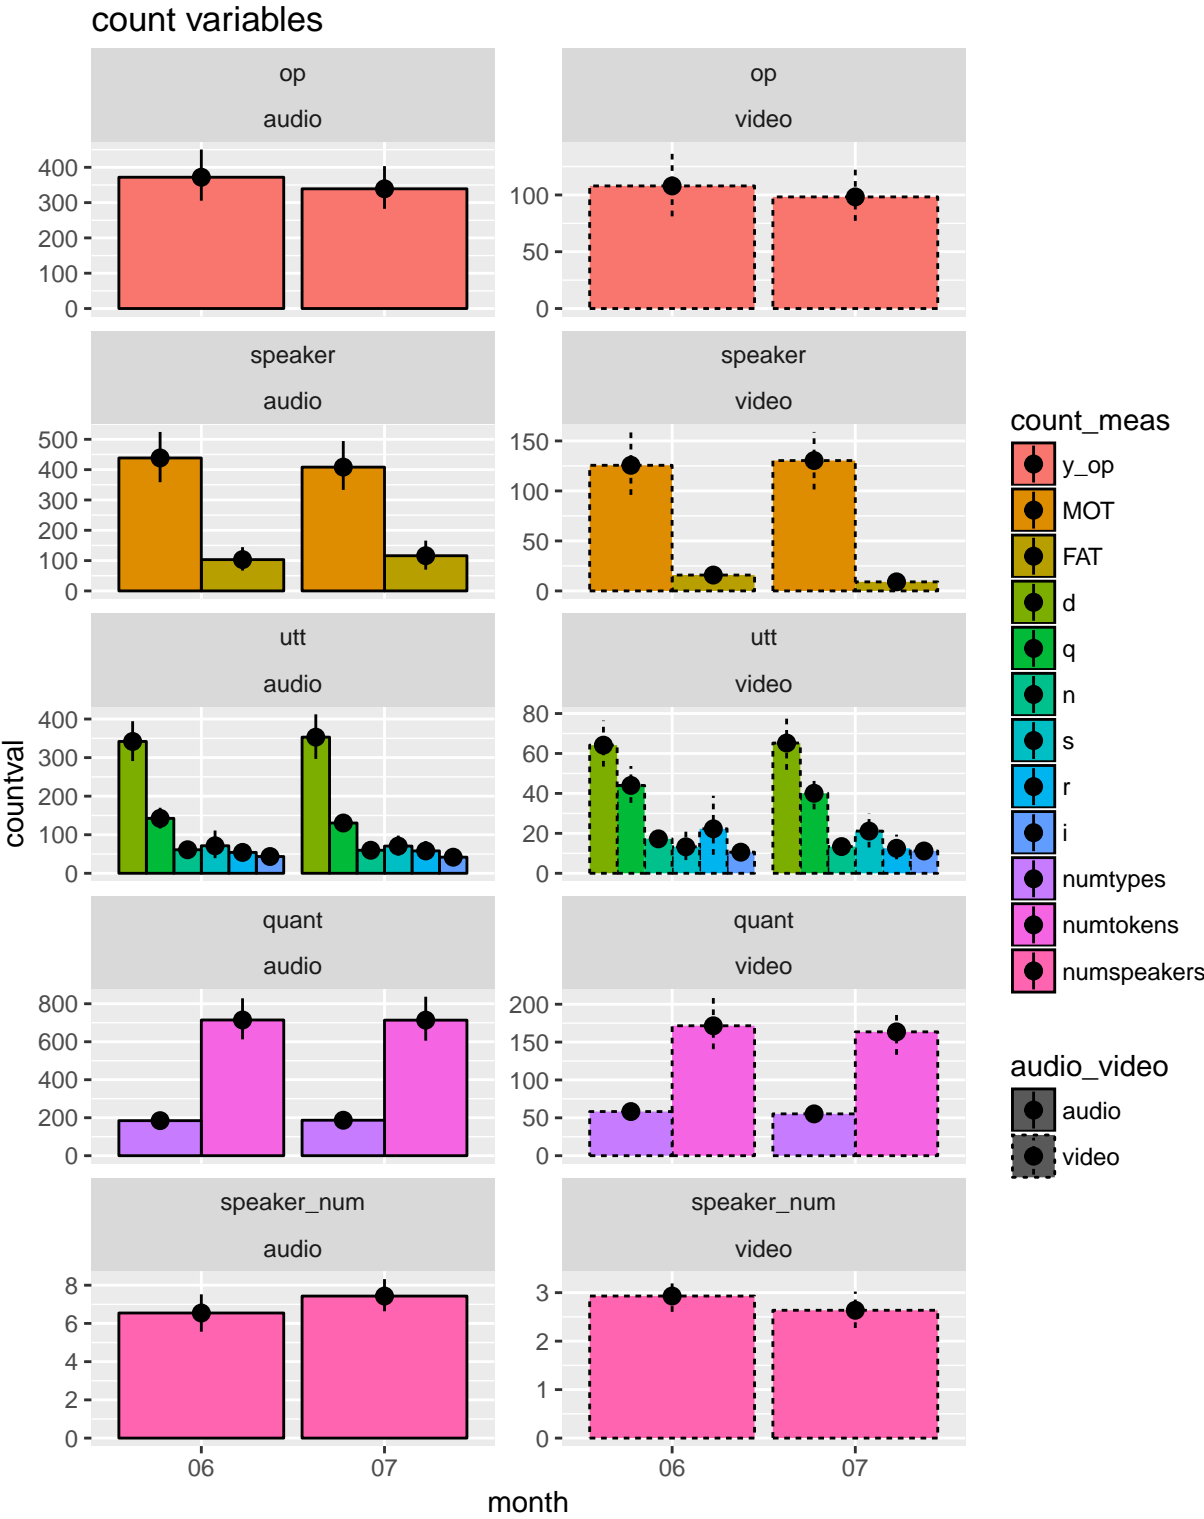 count variables
op
audio
op
video
400
300
200
100
0
100
50
0
speaker
audio
speaker
video
500
400
300
200
100
0
150
100
50
0
utt
audio
utt
video
400
300
200
100
0
80
60
40
20
0
quant
audio
quant
video
800
600
400
200
0
200
150
100
50
0
speaker_num
audio
speaker_num
video
8
6
4
2
0
3
2
1
0
06
07
06
07
month
countval
count_meas
y_op
MOT
FAT
d
q
n
s
r
i
numtypes
numtokens
numspeakers
audio_video
audio
video